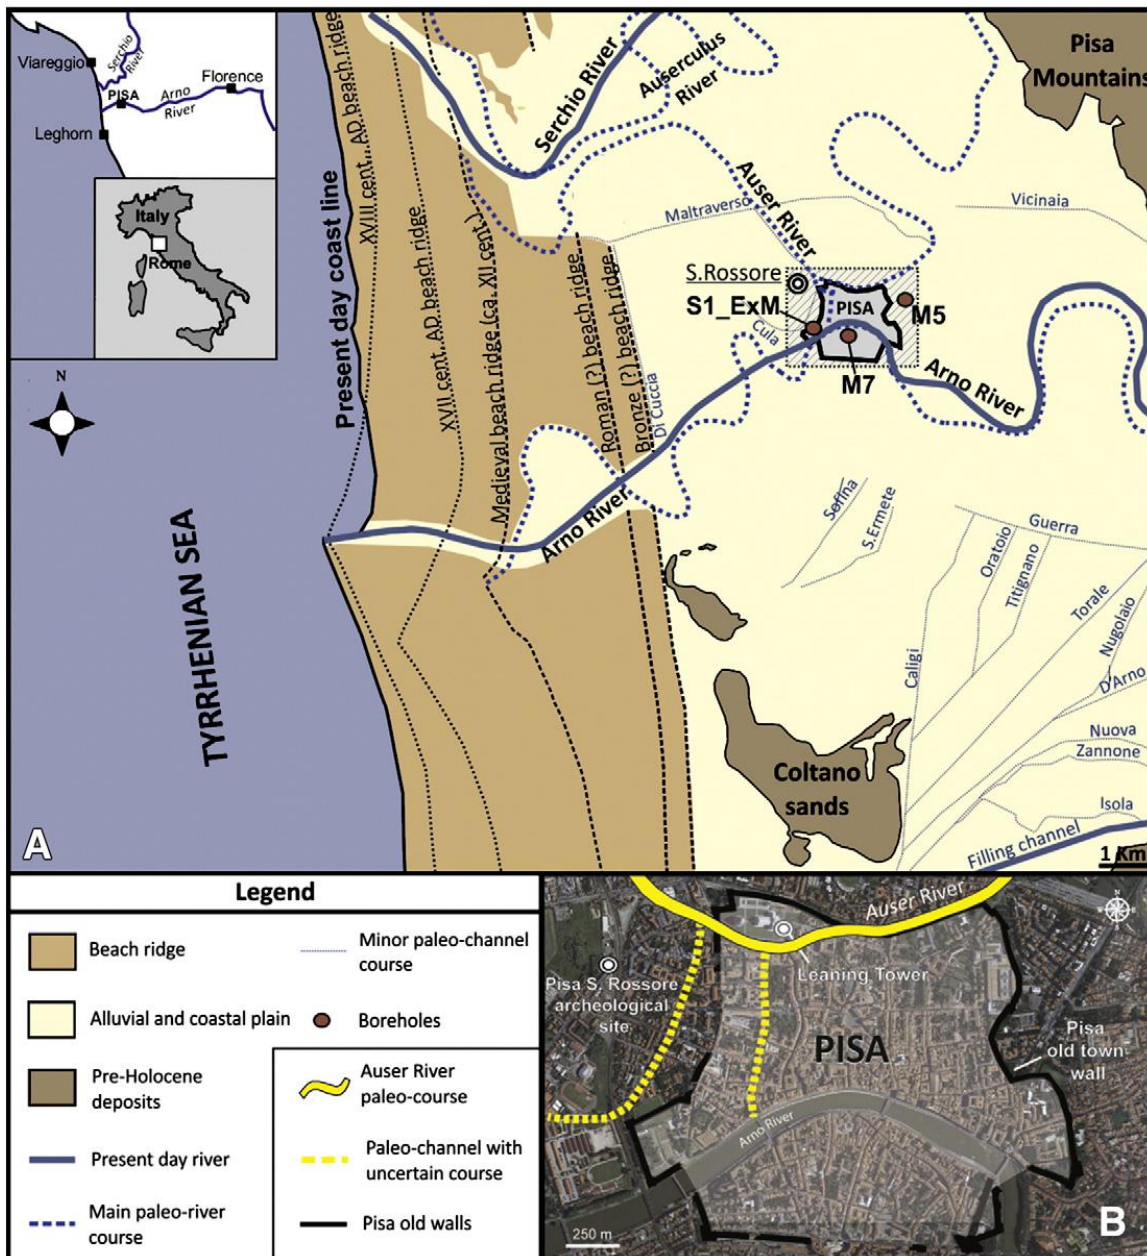 Viareggio
Serchio
River
PISA
Arno
River
Florence
Leghorn
Italy
Rome
N
Present day coast line
XVIII cent. AD beach ridge
XVII cent. AD beach ridge
Medieval beach ridge (ca. XII cent.)
Roman (?) beach ridge
Bronze (?) beach ridge
TYRRHENIAN SEA
Serchio River
Auserculus
River
Auser River
Maltraverso
Vicinaia
Pisa
Mountains
S.Rossore
S1_ExM
PISA
M5
M7
Cula
Di Cuccia
Arno River
Arno River
Sofina
S.Ermete
Guerra
Oratoio
Titignano
Torale
Nugolaio
Caligi
D'Arno
Nuova
Zannone
Isola
Filling channel
Coltano
sands
1 Km
A
Legend
Beach ridge
Alluvial and coastal plain
Pre-Holocene
deposits
Present day river
Main paleo-river
course
Minor paleo-channel
course
Boreholes
Auser River
paleo-course
Paleo-channel with
uncertain course
Pisa old walls
Auser River
Leaning Tower
Pisa S. Rossore
archeological
site
PISA
Pisa
old town
wall
Arno River
250 m
B